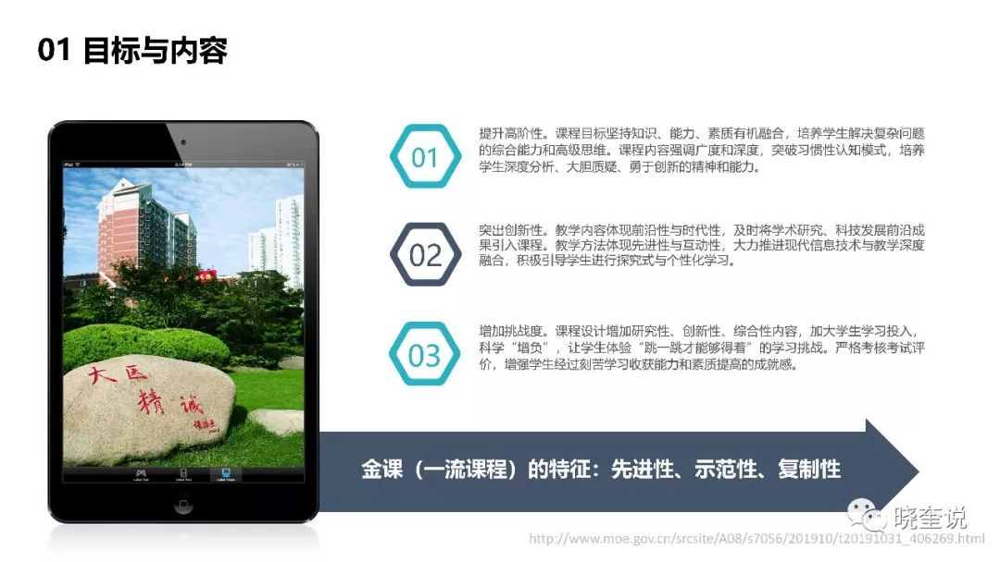 01 目标与内容
iPad
3:14 PM
大医
精诚
01
提升高阶性。课程目标坚持知识、能力、素质有机融合，培养学生解决复杂问题
的综合能力和高级思维。课程内容强调广度和深度，突破习惯性认知模式，培养
学生深度分析、大胆质疑、勇于创新的精神和能力。
02
突出创新性。教学内容体现前沿性与时代性，及时将学术研究、科技发展前沿成
果引入课程。教学方法体现先进性与互动性，大力推进现代信息技术与教学深度
融合，积极引导学生进行探究式与个性化学习。
03
增加挑战度。课程设计增加研究性、创新性、综合性内容，加大学生学习投入，
科学“增负”，让学生体验“跳一跳才能够得着”的学习挑战。严格考核考试评
价，增强学生经过刻苦学习收获能力和素质提高的成就感。
Label One
Label Two
Label Three
金课（一流课程）的特征：先进性、示范性、复制性
晓奎说
http://www.moe.gov.cn/srcsite/A08/s7056/201910/t20191031_406269.html